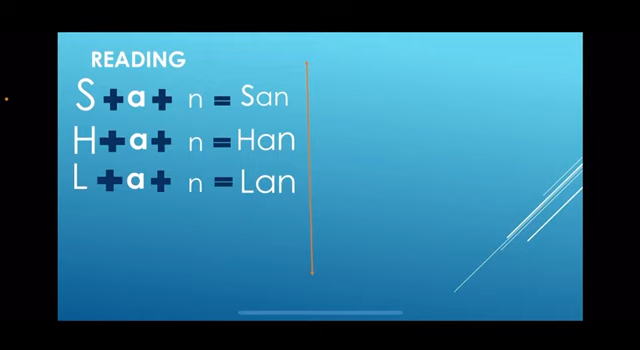 READING
S + a + n = San
H + a + n = Han
L + a + n = Lan